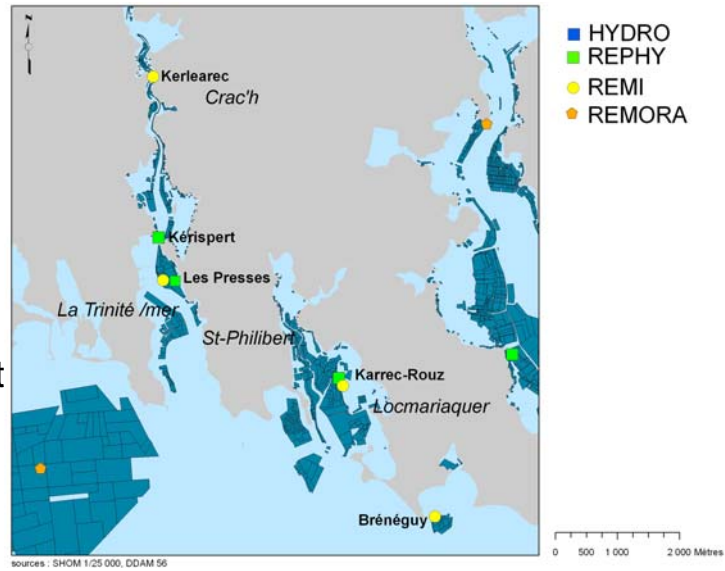 HYDRO
REPHY
REMI
REMORA
Kerlearec
Crac'h
Kérispert
Les Presses
La Trinité /mer
St-Philibert
t
Karrec-Rouz
Locmariaquer
Brénéguy
0 500 1 000 2 000 Mètres
sources : SHOM 1/25 000, DDAM 56